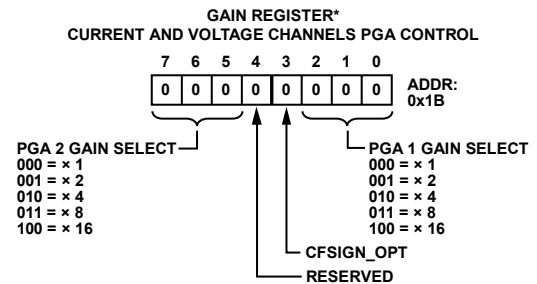 GAIN REGISTER*
CURRENT AND VOLTAGE CHANNELS PGA CONTROL
7 6 5 4 3 2 1 0
0 0 0 0 0 0 0 0
ADDR:
0x1B
PGA 2 GAIN SELECT
000 = × 1
001 = × 2
010 = × 4
011 = × 8
100 = × 16
PGA 1 GAIN SELECT
000 = × 1
001 = × 2
010 = × 4
011 = × 8
100 = × 16
CFSIGN_OPT
RESERVED